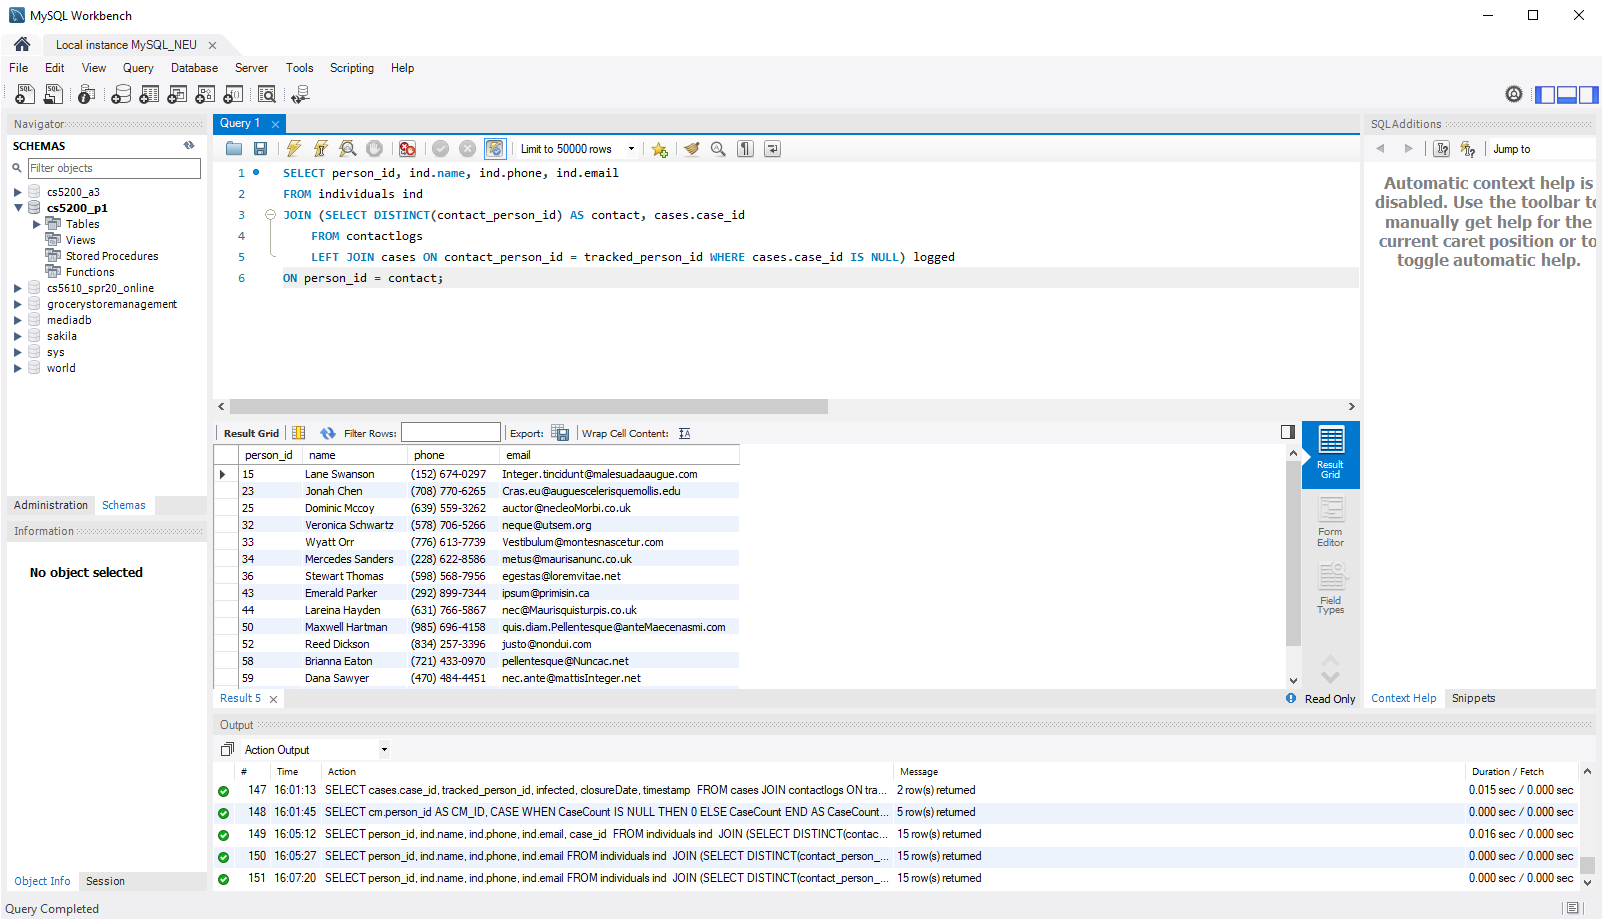 MySQL Workbench
Local instance MySQL_NEU
File Edit View Query Database Server Tools Scripting Help
Navigator
SCHEMAS
Filter objects
cs5200_a3
cs5200_p1
Tables
Views
Stored Procedures
Functions
cs5610_spr20_online
grocerystoremanagement
mediadb
sakila
sys
world
Administration Schemas
Information
No object selected
Object Info Session
Query 1
Limit to 50000 rows
1 SELECT person_id, ind.name, ind.phone, ind.email
2 FROM individuals ind
3 JOIN (SELECT DISTINCT(contact_person_id) AS contact, cases.case_id
4 FROM contactlogs
5 LEFT JOIN cases ON contact_person_id = tracked_person_id WHERE cases.case_id IS NULL) logged
6 ON person_id = contact;
Result Grid Filter Rows: Export: Wrap Cell Content:
person_id name phone email
15 Lane Swanson (152) 674-0297 Integer.tincidunt@malesuadaaugue.com
23 Jonah Chen (708) 770-6265 Cras.eu@auguescelerisquemollis.edu
25 Dominic Mccoy (639) 559-3262 auctor@necleoMorbi.co.uk
32 Veronica Schwartz (578) 706-5266 neque@utsem.org
33 Wyatt Orr (776) 613-7739 Vestibulum@montesnascetur.com
34 Mercedes Sanders (228) 622-8586 metus@maurisanunc.co.uk
36 Stewart Thomas (598) 568-7956 egestas@loremvitae.net
43 Emerald Parker (292) 899-7344 ipsum@primisin.ca
44 Lareina Hayden (631) 766-5867 nec@Maurisquisturpis.co.uk
50 Maxwell Hartman (985) 696-4158 quis.diam.Pellentesque@anteMaecenasmi.com
52 Reed Dickson (834) 257-3396 justo@nondui.com
58 Brianna Eaton (721) 433-0970 pellentesque@Nuncac.net
59 Dana Sawyer (470) 484-4451 nec.ante@mattisInteger.net
Result Grid
Form Editor
Field Types
Result 5
Read Only
SQLAdditions
Jump to
Automatic context help is
disabled. Use the toolbar to
manually get help for the
current caret position or to
toggle automatic help.
Context Help Snippets
Output
Action Output
# Time Action Message Duration / Fetch
147 16:01:13 SELECT cases.case_id, tracked_person_id, infected, closureDate, timestamp FROM cases JOIN contactlogs ON tra... 2 row(s) returned 0.015 sec / 0.000 sec
148 16:01:45 SELECT cm.person_id AS CM_ID, CASE WHEN CaseCount IS NULL THEN 0 ELSE CaseCount END AS CaseCount... 5 row(s) returned 0.000 sec / 0.000 sec
149 16:05:12 SELECT person_id, ind.name, ind.phone, ind.email, case_id FROM individuals ind JOIN (SELECT DISTINCT(contac... 15 row(s) returned 0.016 sec / 0.000 sec
150 16:05:27 SELECT person_id, ind.name, ind.phone, ind.email FROM individuals ind JOIN (SELECT DISTINCT(contact_person_... 15 row(s) returned 0.000 sec / 0.000 sec
151 16:07:20 SELECT person_id, ind.name, ind.phone, ind.email FROM individuals ind JOIN (SELECT DISTINCT(contact_person_... 15 row(s) returned 0.000 sec / 0.000 sec
Query Completed